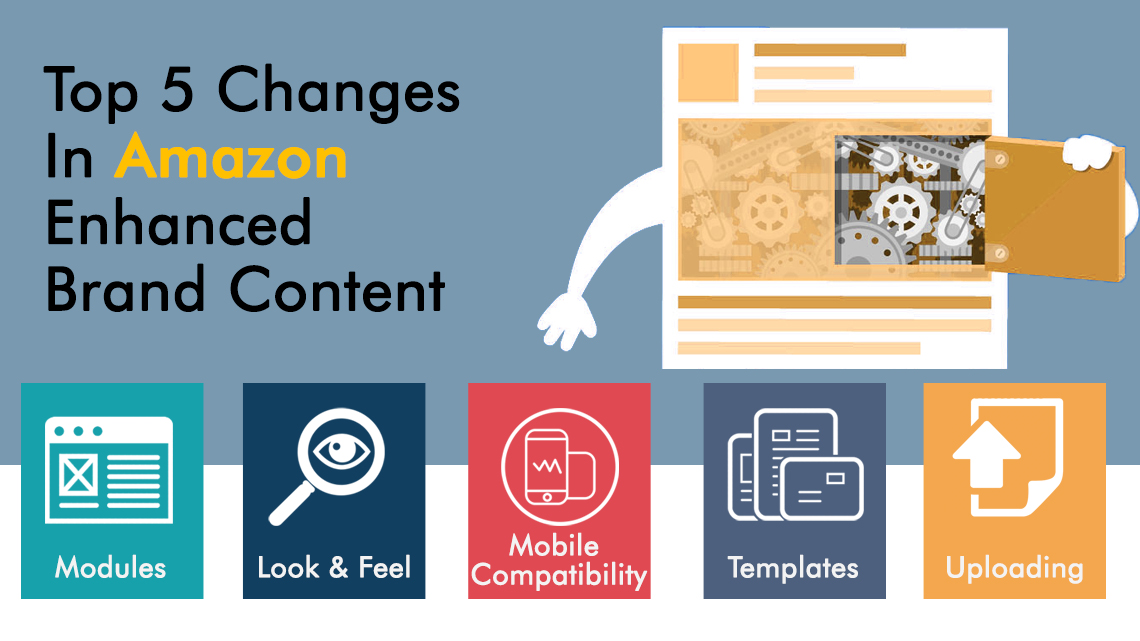 Top 5 Changes
In Amazon
Enhanced
Brand Content
Modules
Look & Feel
Mobile
Compatibility
Templates
Uploading